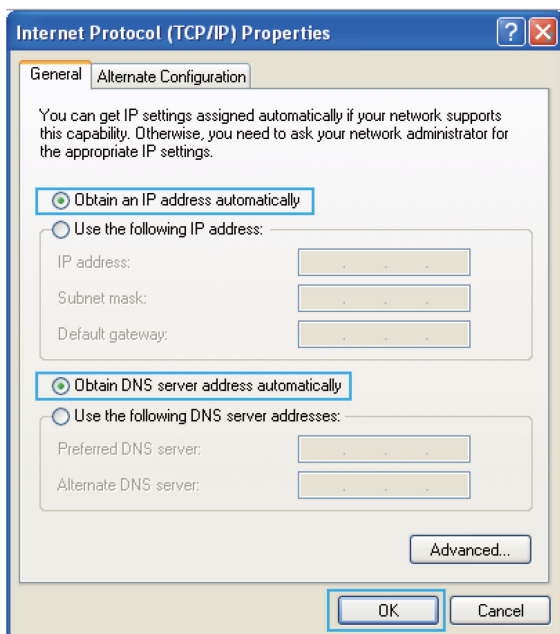 Internet Protocol (TCP/IP) Properties
?
General
Alternate Configuration
You can get IP settings assigned automatically if your network supports
this capability. Otherwise, you need to ask your network administrator for
the appropriate IP settings.
Obtain an IP address automatically
Use the following IP address:
IP address:
Subnet mask:
Default gateway:
Obtain DNS server address automatically
Use the following DNS server addresses:
Preferred DNS server:
Alternate DNS server:
Advanced...
OK
Cancel